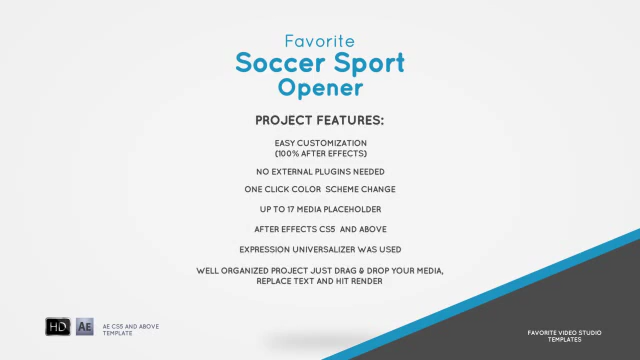 Favorite
Soccer Sport
Opener
PROJECT FEATURES:
EASY CUSTOMIZATION
(100% AFTER EFFECTS)
NO EXTERNAL PLUGINS NEEDED
ONE CLICK COLOR SCHEME CHANGE
UP TO 17 MEDIA PLACEHOLDER
AFTER EFFECTS CS5 AND ABOVE
EXPRESSION UNIVERSALIZER WAS USED
WELL ORGANIZED PROJECT JUST DRAG & DROP YOUR MEDIA,
REPLACE TEXT AND HIT RENDER
HD
AE
AE CS5 AND ABOVE
TEMPLATE
FAVORITE VIDEO STUDIO
TEMPLATES